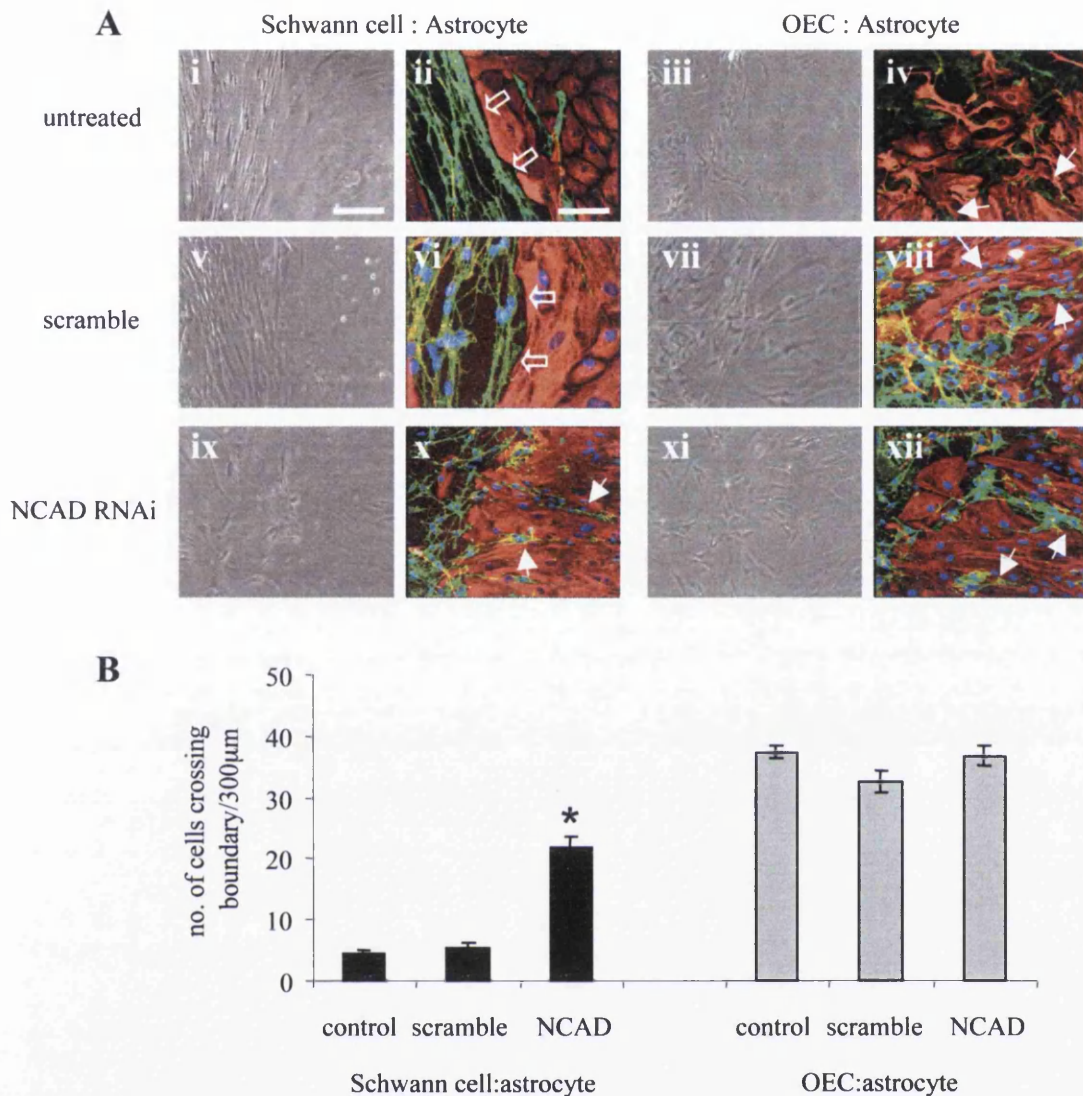 A
Schwann cell : Astrocyte
OEC : Astrocyte
untreated
i
ii
iii
iv
scramble
v
vi
vii
viii
NCAD RNAi
ix
x
xi
xii
B
no. of cells crossing
boundary/300µm
50
40
30
20
10
0
*
control scramble NCAD
control scramble NCAD
Schwann cell:astrocyte
OEC:astrocyte